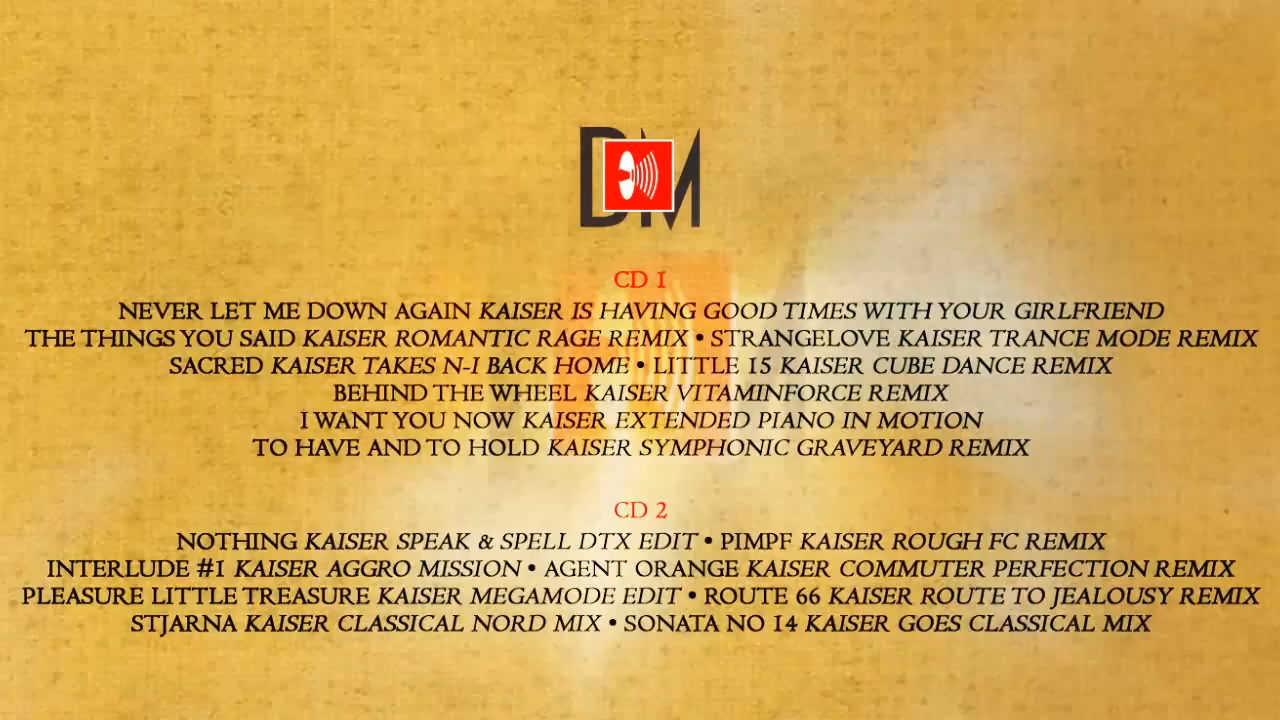 DM
CD 1
NEVER LET ME DOWN AGAIN KAISER IS HAVING GOOD TIMES WITH YOUR GIRLFRIEND
THE THINGS YOU SAID KAISER ROMANTIC RAGE REMIX • STRANGELOVE KAISER TRANCE MODE REMIX
SACRED KAISER TAKES N-I BACK HOME • LITTLE 15 KAISER CUBE DANCE REMIX
BEHIND THE WHEEL KAISER VITAMINFORCE REMIX
I WANT YOU NOW KAISER EXTENDED PIANO IN MOTION
TO HAVE AND TO HOLD KAISER SYMPHONIC GRAVEYARD REMIX
CD 2
NOTHING KAISER SPEAK & SPELL DTX EDIT • PIMPF KAISER ROUGH FC REMIX
INTERLUDE #1 KAISER AGGRO MISSION • AGENT ORANGE KAISER COMMUTER PERFECTION REMIX
PLEASURE LITTLE TREASURE KAISER MEGAMODE EDIT • ROUTE 66 KAISER ROUTE TO JEALOUSY REMIX
STJARNA KAISER CLASSICAL NORD MIX • SONATA NO 14 KAISER GOES CLASSICAL MIX